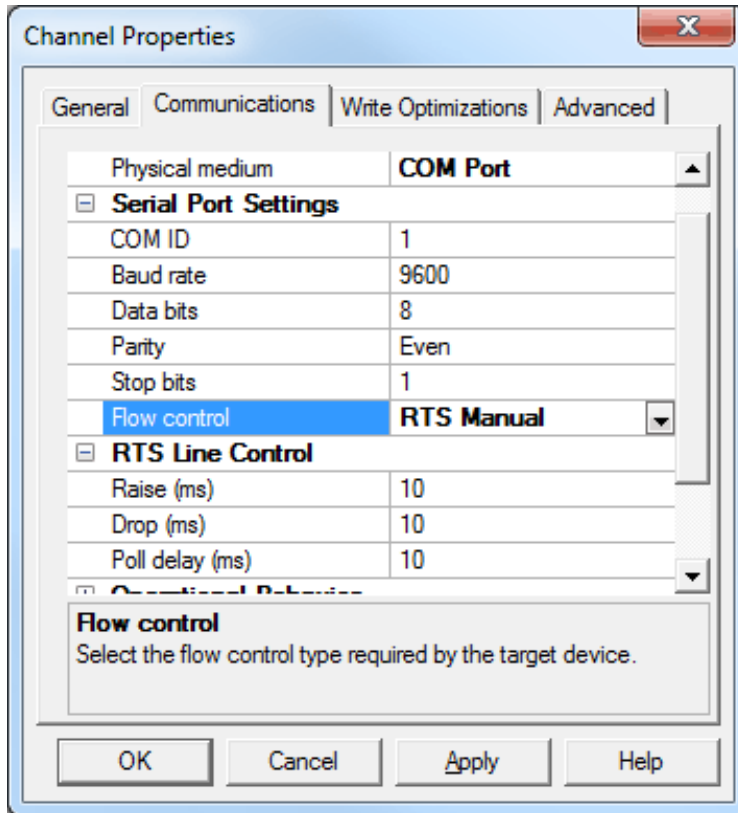 Channel Properties
General Communications Write Optimizations Advanced
Physical medium COM Port
Serial Port Settings
COM ID 1
Baud rate 9600
Data bits 8
Parity Even
Stop bits 1
Flow control RTS Manual
RTS Line Control
Raise (ms) 10
Drop (ms) 10
Poll delay (ms) 10
Operational Behavior
Flow control
Select the flow control type required by the target device.
OK Cancel Apply Help